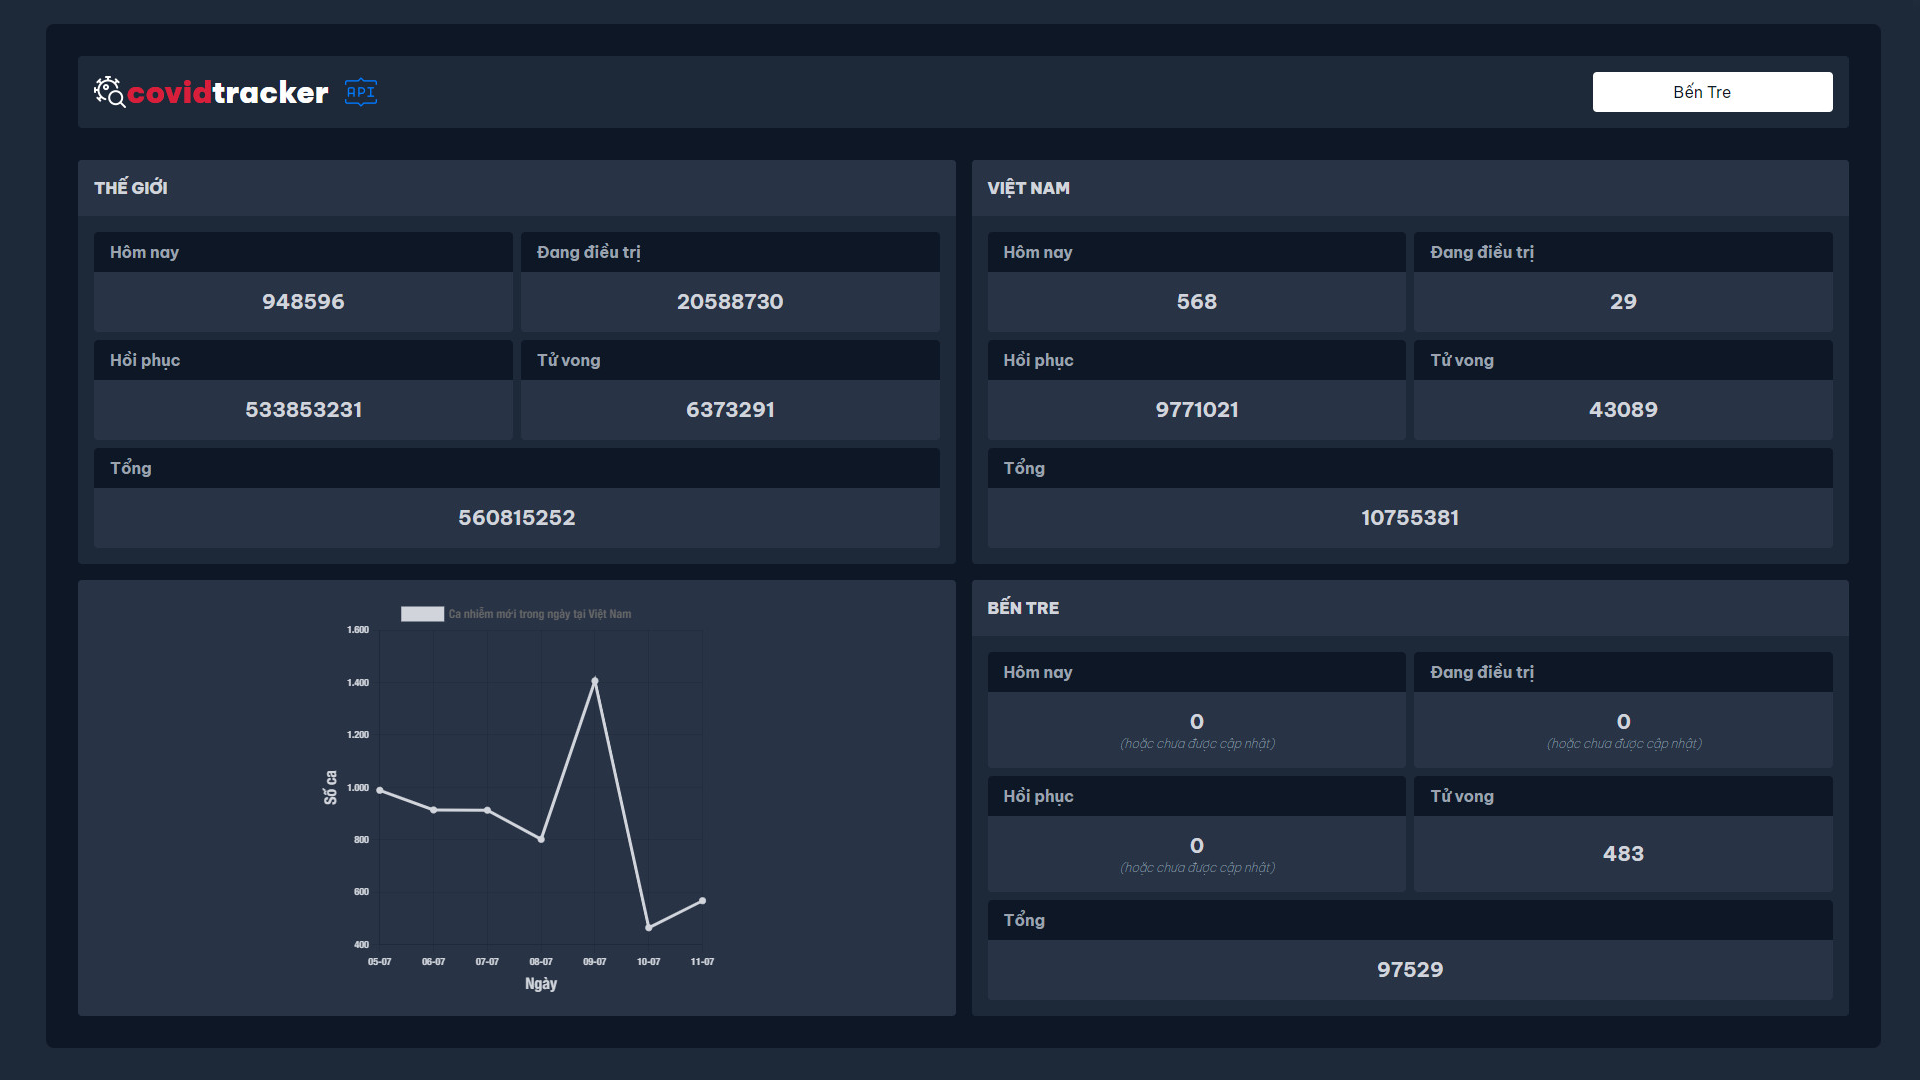 covidtracker API
Bến Tre
THẾ GIỚI
Hôm nay
Đang điều trị
948596
20588730
Hồi phục
Tử vong
533853231
6373291
Tổng
560815252
VIỆT NAM
Hôm nay
Đang điều trị
568
29
Hồi phục
Tử vong
9771021
43089
Tổng
10755381
Ca nhiễm mới trong ngày tại Việt Nam
1.600
1.400
1.200
1.000
800
600
400
Số ca
05-07 06-07 07-07 08-07 09-07 10-07 11-07
Ngày
BẾN TRE
Hôm nay
Đang điều trị
0
(hoặc chưa được cập nhật)
0
(hoặc chưa được cập nhật)
Hồi phục
Tử vong
0
(hoặc chưa được cập nhật)
483
Tổng
97529